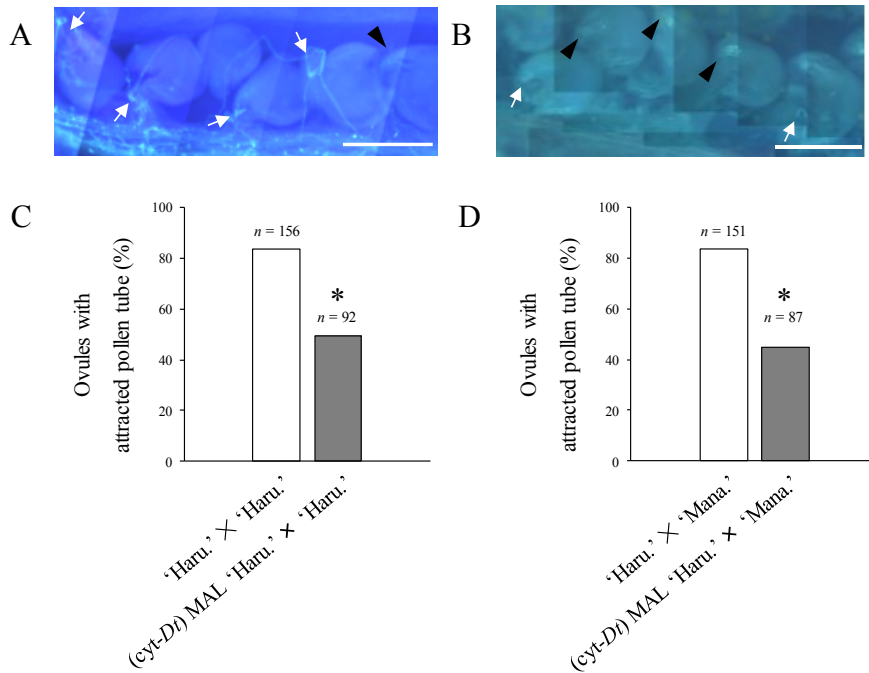 A
B
C
D
Ovules with
attracted pollen tube (%)
100
80
60
40
20
0
n = 156
*
n = 92
‘Haru.’ × ‘Haru.’
(cyt-Dt) MAL ‘Haru.’ × ‘Haru.’
Ovules with
attracted pollen tube (%)
100
80
60
40
20
0
n = 151
*
n = 87
‘Haru.’ × ‘Mana.’
(cyt-Dt) MAL ‘Haru.’ × ‘Mana.’